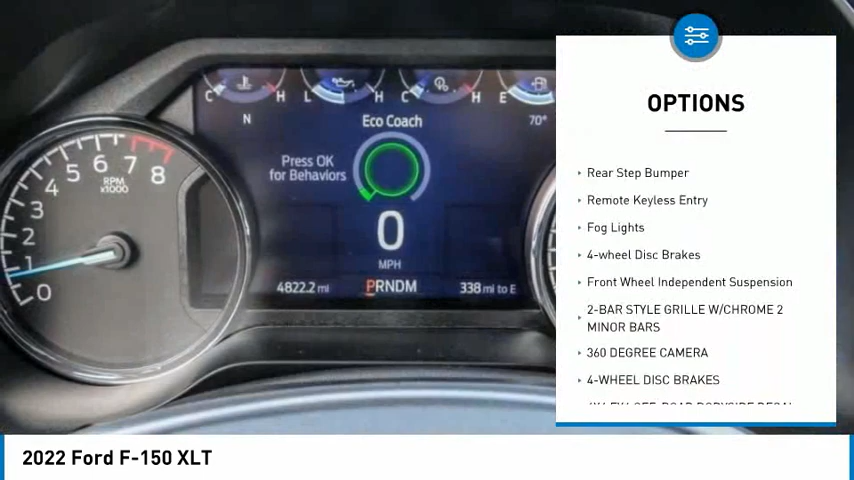 C H L H C H E
N
Eco Coach
70°
Press OK
for Behaviors
0
MPH
4822.2 mi
PRNDM
338 mi to E
0 1 2 3 4 5 6 7 8
RPM
x1000
OPTIONS
Rear Step Bumper
Remote Keyless Entry
Fog Lights
4-wheel Disc Brakes
Front Wheel Independent Suspension
2-BAR STYLE GRILLE W/CHROME 2
MINOR BARS
360 DEGREE CAMERA
4-WHEEL DISC BRAKES
2022 Ford F-150 XLT